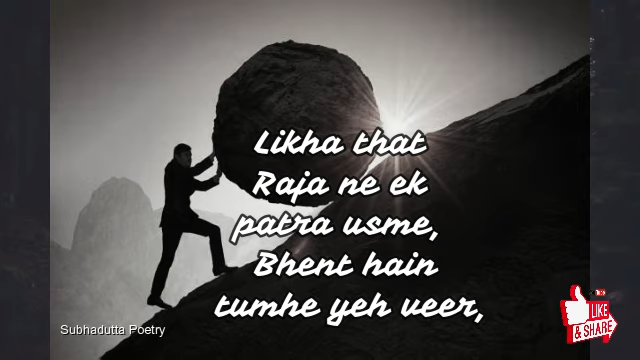 Likha that
Raja ne ek
patra usme,
Bhent hain
tumhe yeh veer,
Subhadutta Poetry
LIKE
& SHARE